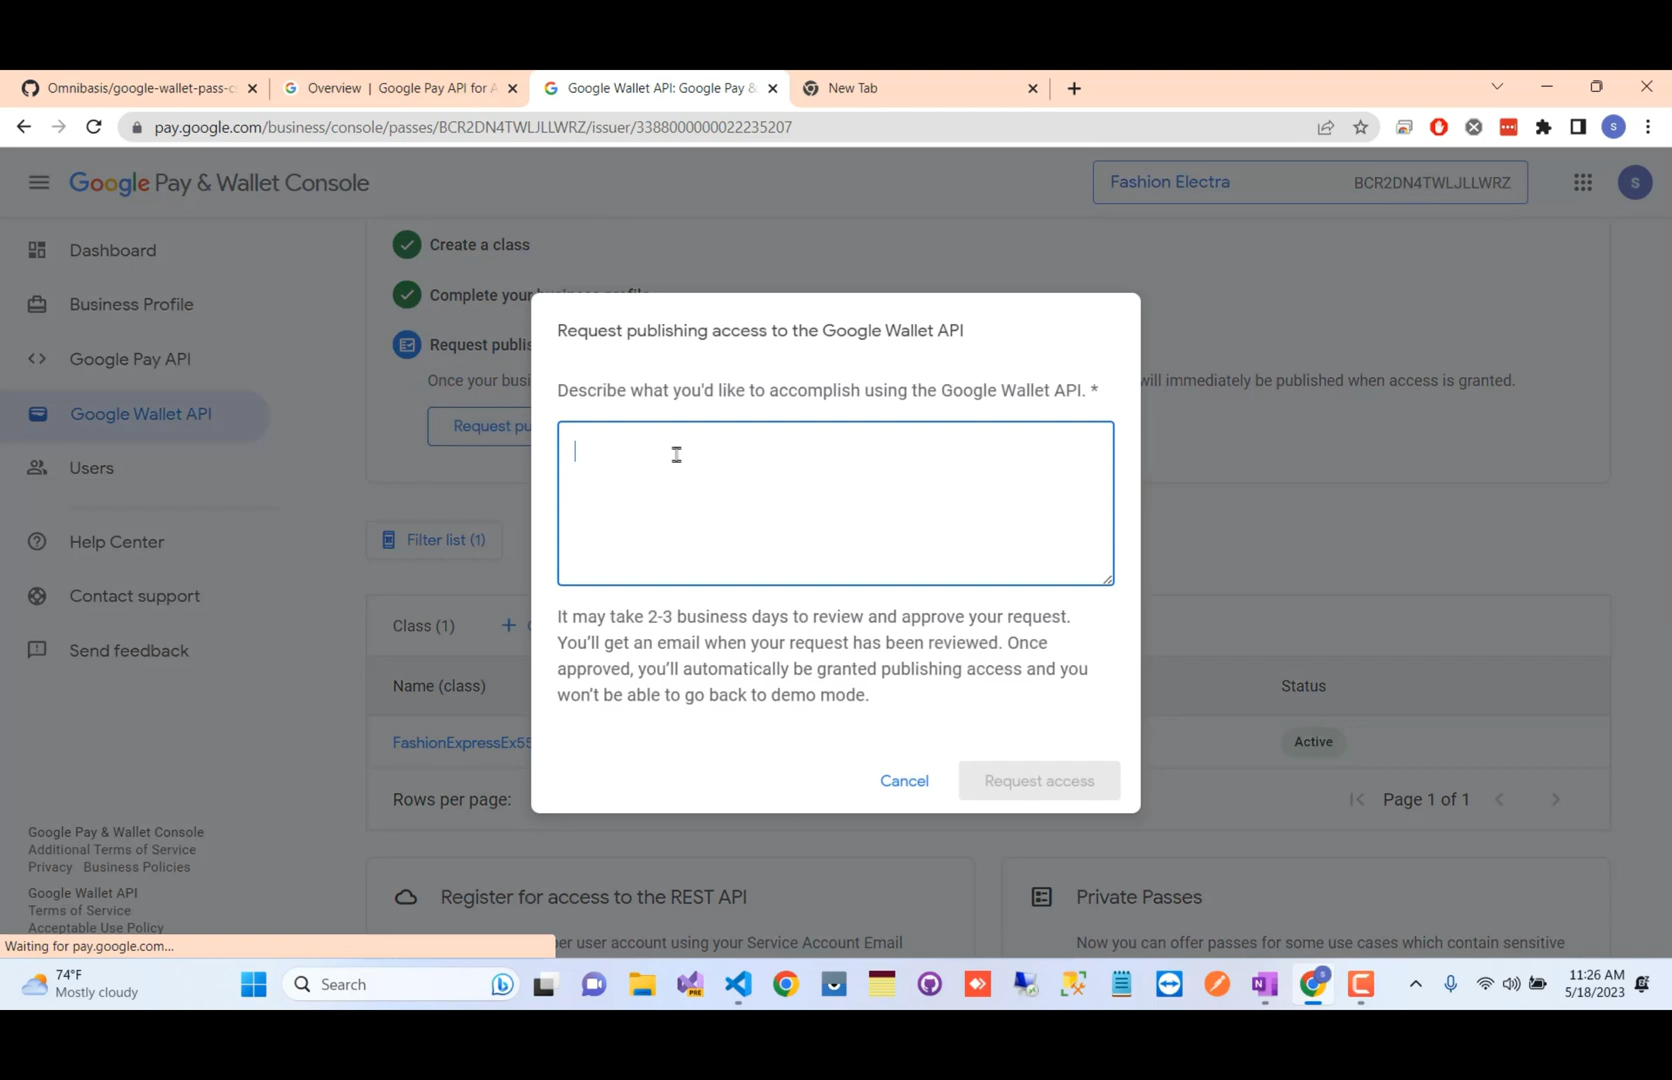 Omnibasis/google-wallet-pass-c
Overview | Google Pay API for A
Google Wallet API: Google Pay &
New Tab
pay.google.com/business/console/passes/BCR2DN4TWLJLLWRZ/issuer/3388000000022235207
S
Google Pay & Wallet Console
Fashion Electra BCR2DN4TWLJLLWRZ
S
Dashboard
Business Profile
Google Pay API
Google Wallet API
Users
Help Center
Contact support
Send feedback
Google Pay & Wallet Console
Additional Terms of Service
Privacy Business Policies
Google Wallet API
Terms of Service
Acceptable Use Policy
Waiting for pay.google.com...
Create a class
Complete your business profile
Request publis
Once your busi will immediately be published when access is granted.
Request pu
Filter list (1)
Class (1) +
Name (class) Status
FashionExpressEx55 Active
Rows per page: Page 1 of 1
Register for access to the REST API
er user account using your Service Account Email
Private Passes
Now you can offer passes for some use cases which contain sensitive
Request publishing access to the Google Wallet API
Describe what you'd like to accomplish using the Google Wallet API. *
It may take 2-3 business days to review and approve your request.
You'll get an email when your request has been reviewed. Once
approved, you'll automatically be granted publishing access and you
won't be able to go back to demo mode.
Cancel Request access
74°F
Mostly cloudy
Search
PRE
11:26 AM
5/18/2023